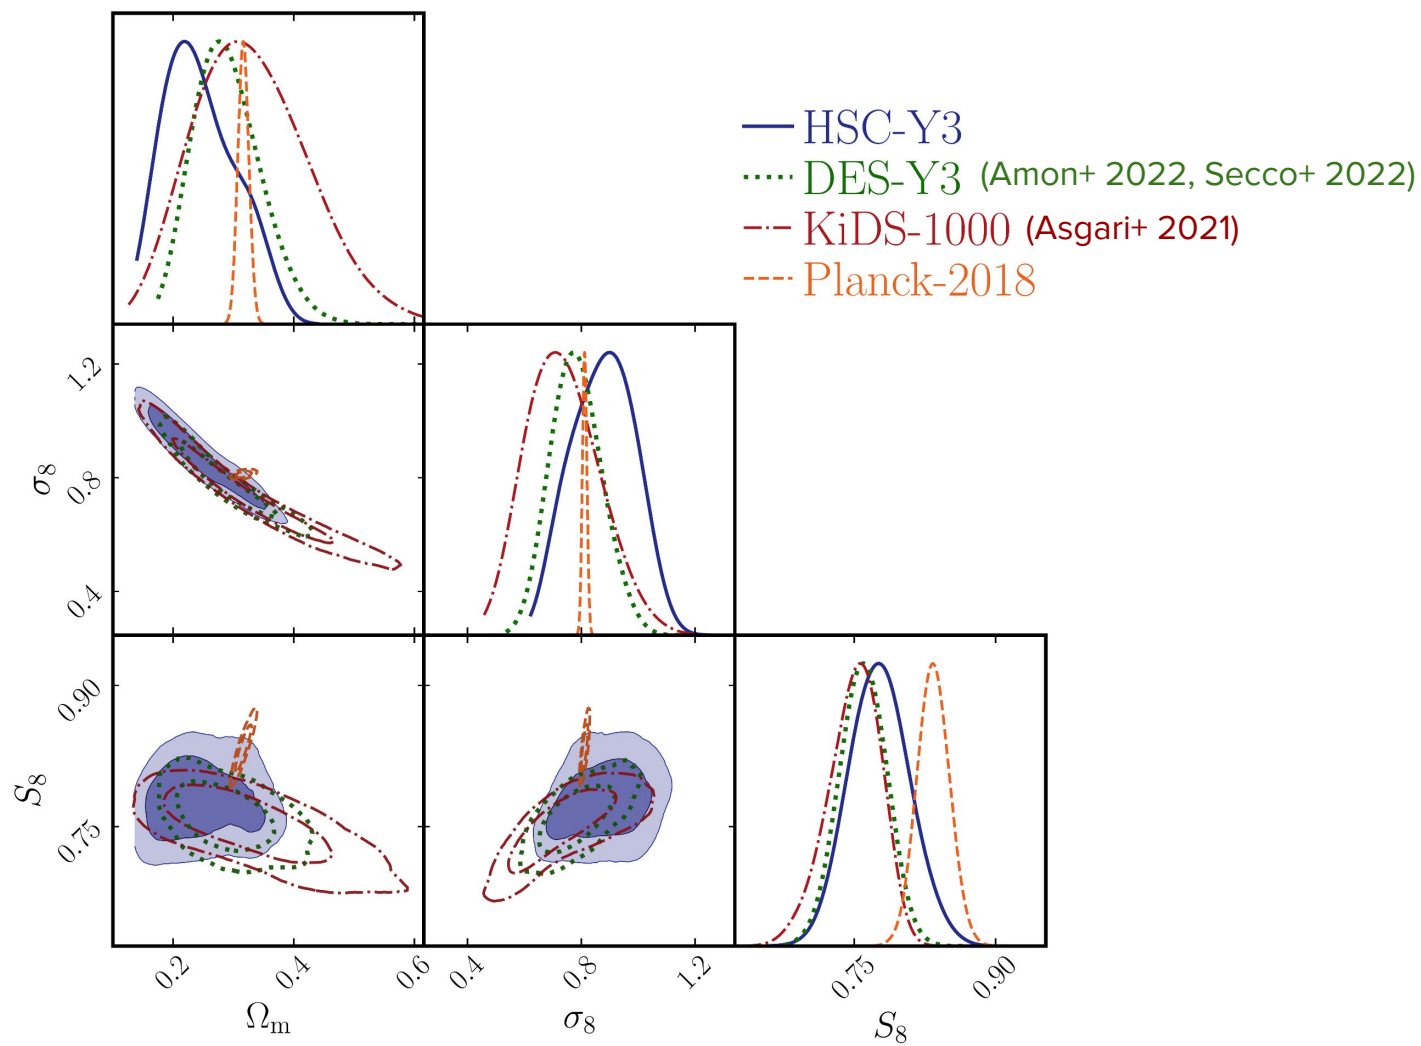 HSC-Y3
DES-Y3 (Amon+ 2022, Secco+ 2022)
KiDS-1000 (Asgari+ 2021)
Planck-2018
1.2
0.8
0.4
σ8
0.90
0.75
S8
0.2 0.4 0.6 0.4 0.8 1.2 0.75 0.90
Ωm σ8 S8